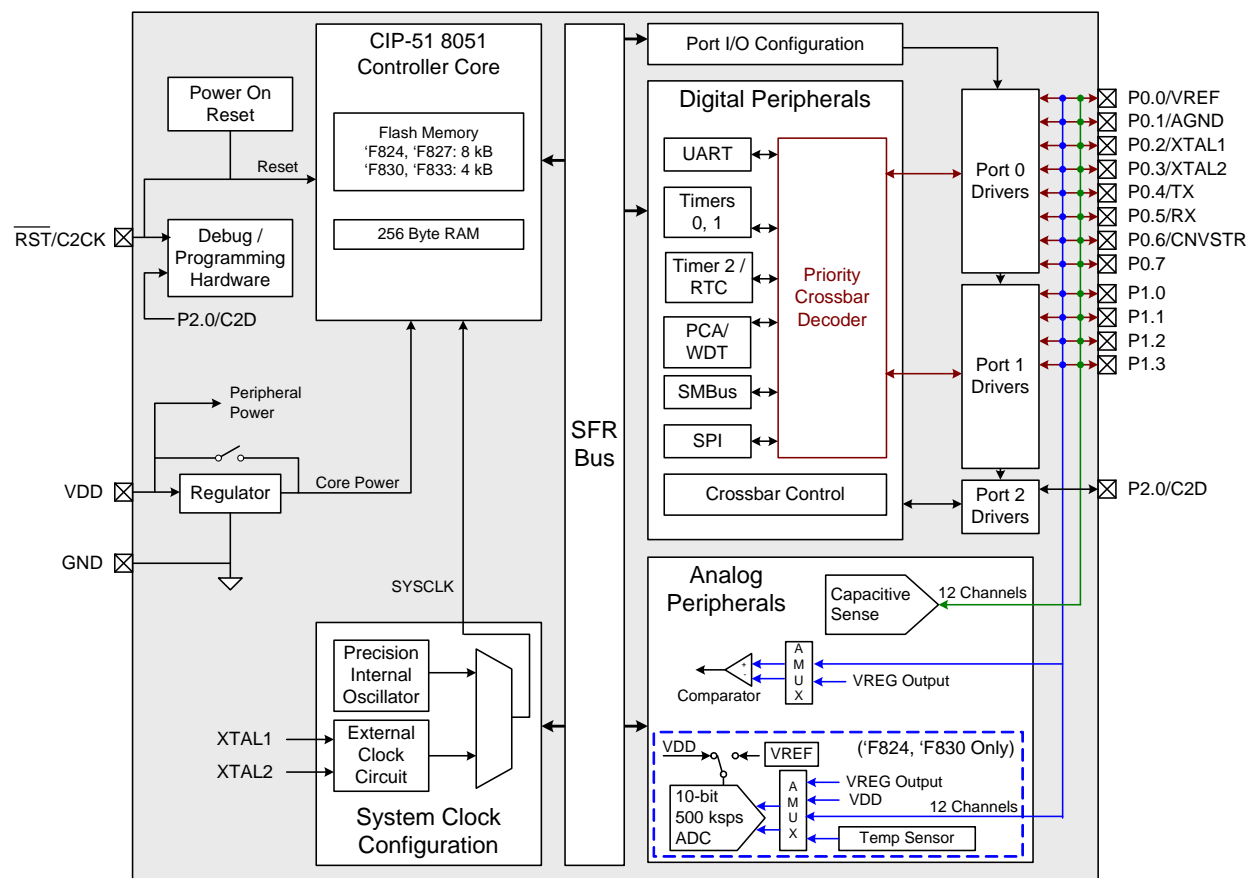 CIP-51 8051
Controller Core
Flash Memory
‘F824, ‘F827: 8 kB
‘F830, ‘F833: 4 kB
256 Byte RAM
Power On
Reset
Reset
RST/C2CK
Debug /
Programming
Hardware
P2.0/C2D
Peripheral
Power
VDD
Regulator
Core Power
GND
SYSCLK
Precision
Internal
Oscillator
XTAL1
XTAL2
External
Clock
Circuit
System Clock
Configuration
SFR
Bus
Port I/O Configuration
Digital Peripherals
UART
Timers
0, 1
Timer 2 /
RTC
PCA/
WDT
SMBus
SPI
Priority
Crossbar
Decoder
Crossbar Control
Port 0
Drivers
Port 1
Drivers
Port 2
Drivers
P0.0/VREF
P0.1/AGND
P0.2/XTAL1
P0.3/XTAL2
P0.4/TX
P0.5/RX
P0.6/CNVSTR
P0.7
P1.0
P1.1
P1.2
P1.3
P2.0/C2D
Analog
Peripherals
Capacitive
Sense
12 Channels
+
-
Comparator
A
M
U
X
VREG Output
(‘F824, ‘F830 Only)
VDD
VREF
10-bit
500 ksps
ADC
A
M
U
X
VREG Output
VDD
12 Channels
Temp Sensor